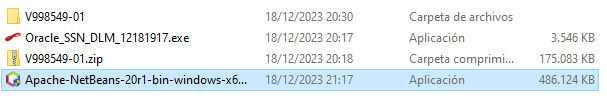 V998549-01 18/12/2023 20:30 Carpeta de archivos
Oracle_SSN_DLM_12181917.exe 18/12/2023 19:17 Aplicación 3.546 KB
V998549-01.zip 18/12/2023 20:29 Carpeta comprimi... 175.083 KB
Apache-NetBeans-20r1-bin-windows-x6... 18/12/2023 21:17 Aplicación 486.124 KB